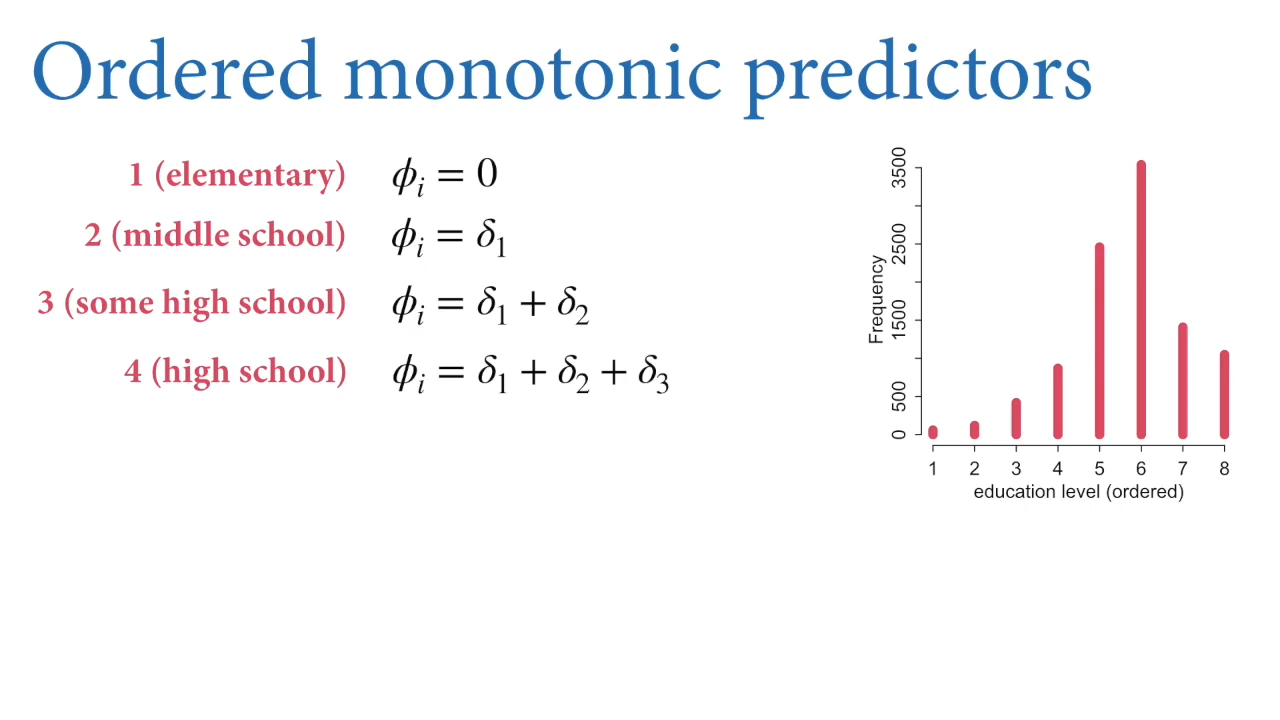 Ordered monotonic predictors
1 (elementary) ϕᵢ = 0
2 (middle school) ϕᵢ = δ₁
3 (some high school) ϕᵢ = δ₁ + δ₂
4 (high school) ϕᵢ = δ₁ + δ₂ + δ₃
Frequency
3500
2500
1500
500
0
1 2 3 4 5 6 7 8
education level (ordered)